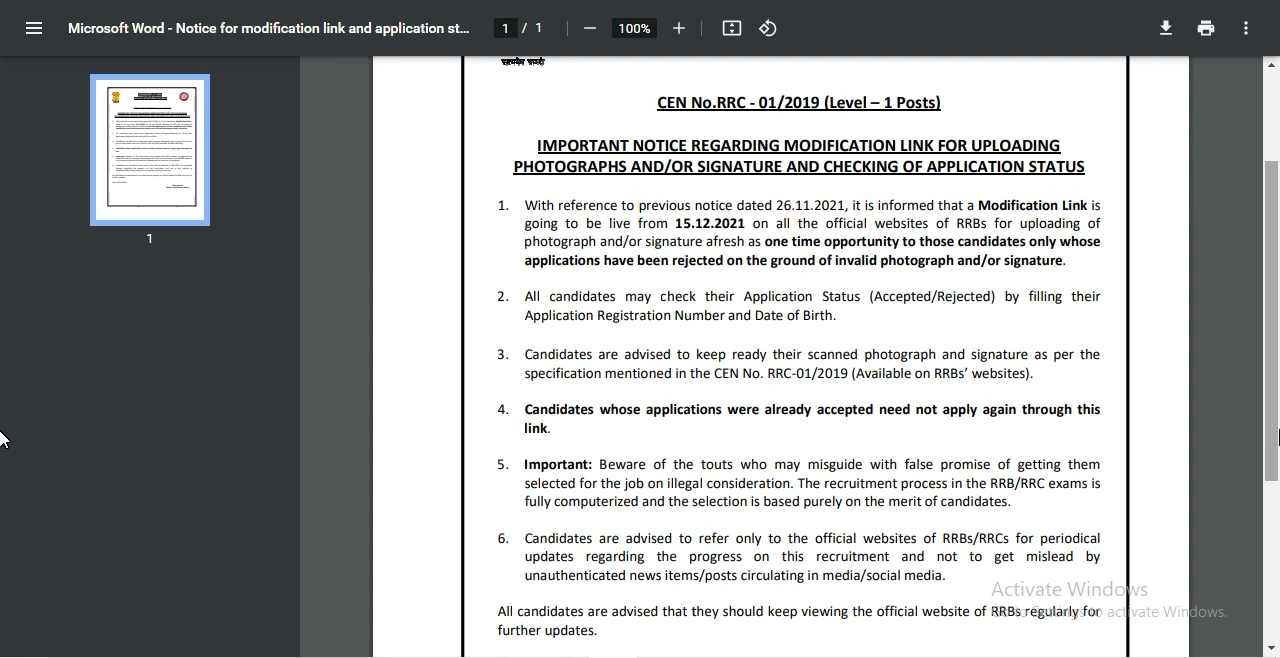 Microsoft Word - Notice for modification link and application st...
1 / 1
100%
1
सत्यमेव जयते
CEN No.RRC - 01/2019 (Level – 1 Posts)
IMPORTANT NOTICE REGARDING MODIFICATION LINK FOR UPLOADING
PHOTOGRAPHS AND/OR SIGNATURE AND CHECKING OF APPLICATION STATUS
1. With reference to previous notice dated 26.11.2021, it is informed that a Modification Link is
going to be live from 15.12.2021 on all the official websites of RRBs for uploading of
photograph and/or signature afresh as one time opportunity to those candidates only whose
applications have been rejected on the ground of invalid photograph and/or signature.
2. All candidates may check their Application Status (Accepted/Rejected) by filling their
Application Registration Number and Date of Birth.
3. Candidates are advised to keep ready their scanned photograph and signature as per the
specification mentioned in the CEN No. RRC-01/2019 (Available on RRBs' websites).
4. Candidates whose applications were already accepted need not apply again through this
link.
5. Important: Beware of the touts who may misguide with false promise of getting them
selected for the job on illegal consideration. The recruitment process in the RRB/RRC exams is
fully computerized and the selection is based purely on the merit of candidates.
6. Candidates are advised to refer only to the official websites of RRBs/RRCs for periodical
updates regarding the progress on this recruitment and not to get mislead by
unauthenticated news items/posts circulating in media/social media.
Activate Windows
All candidates are advised that they should keep viewing the official website of RRBs regularly for
Go to Settings to activate Windows.
further updates.